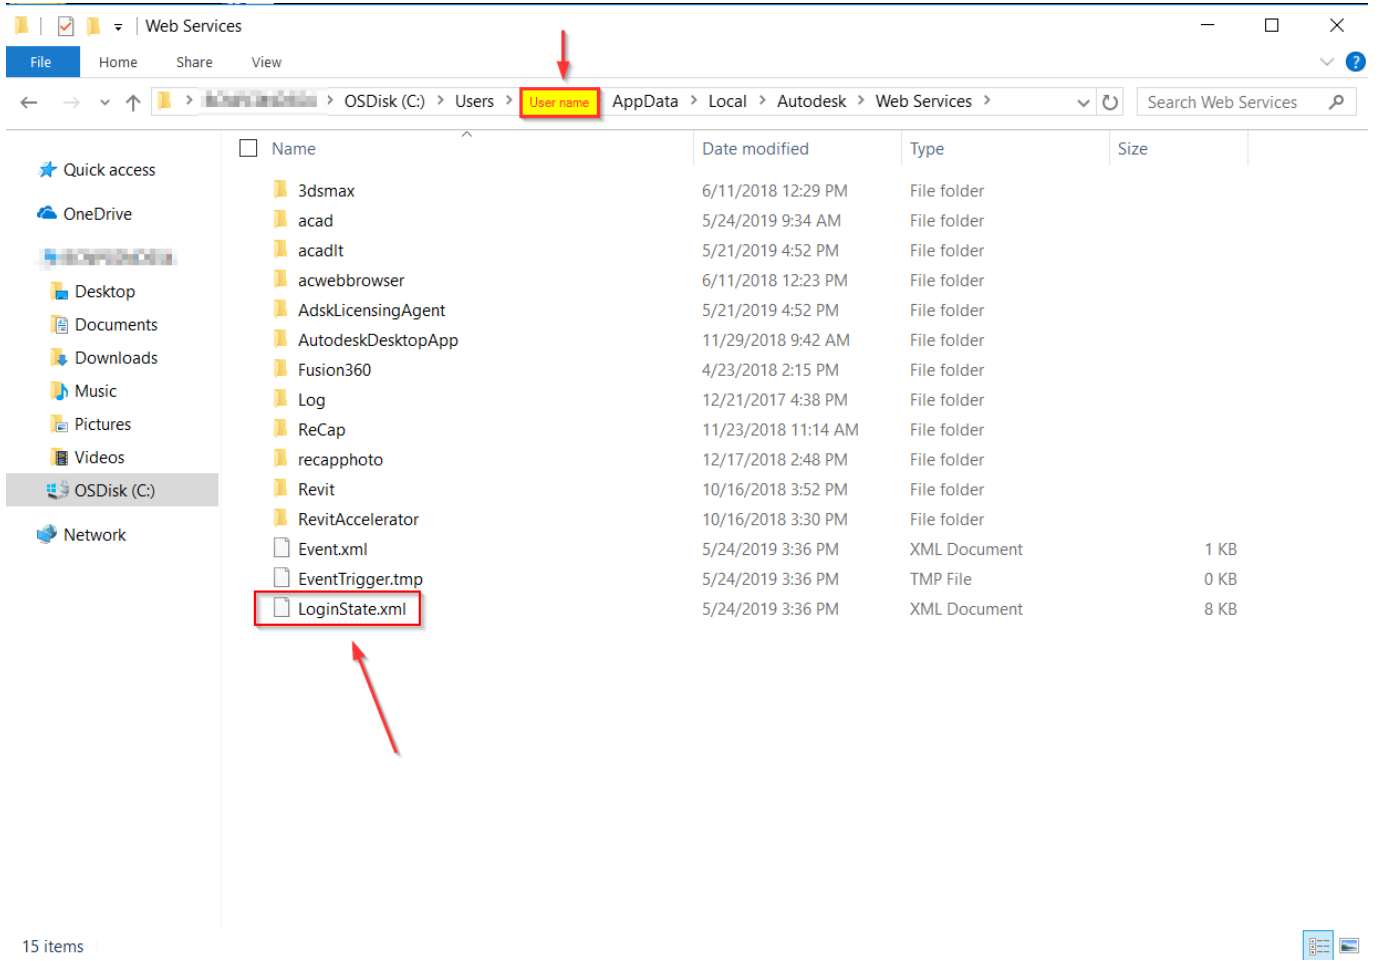 Web Services
File Home Share View
OSDisk (C:) Users User name AppData Local Autodesk Web Services Search Web Services
Name Date modified Type Size
Quick access
OneDrive
Desktop
Documents
Downloads
Music
Pictures
Videos
OSDisk (C:)
Network
3dsmax 6/11/2018 12:29 PM File folder
acad 5/24/2019 9:34 AM File folder
acadlt 5/21/2019 4:52 PM File folder
acwebbrowser 6/11/2018 12:23 PM File folder
AdskLicensingAgent 5/21/2019 4:52 PM File folder
AutodeskDesktopApp 11/29/2018 9:42 AM File folder
Fusion360 4/23/2018 2:15 PM File folder
Log 12/21/2017 4:38 PM File folder
ReCap 11/23/2018 11:14 AM File folder
recapphoto 12/17/2018 2:48 PM File folder
Revit 10/16/2018 3:52 PM File folder
RevitAccelerator 10/16/2018 3:30 PM File folder
Event.xml 5/24/2019 3:36 PM XML Document 1 KB
EventTrigger.tmp 5/24/2019 3:36 PM TMP File 0 KB
LoginState.xml 5/24/2019 3:36 PM XML Document 8 KB
15 items